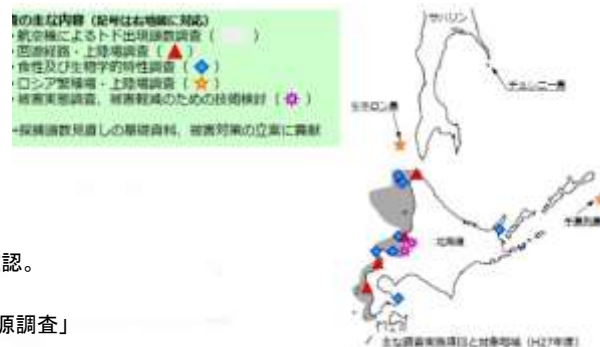 査の主な内容（記号は右地図に対応）
・航空機によるトド出現頭数調査（　　）
・回遊経路・上陸場調査（▲）
・食性及び生物学的特性調査（◆）
・ロシア繁殖場・上陸場調査（★）
・被害実態調査、被害軽減のための技術検討（　）
→採捕頭数見直しの基礎資料、被害対策の立案に貢献
サハリン
チュレニー島
モネロン島
千島列島
北海道
認。
源調査」
主な調査実施項目と対象地域（H27年度）